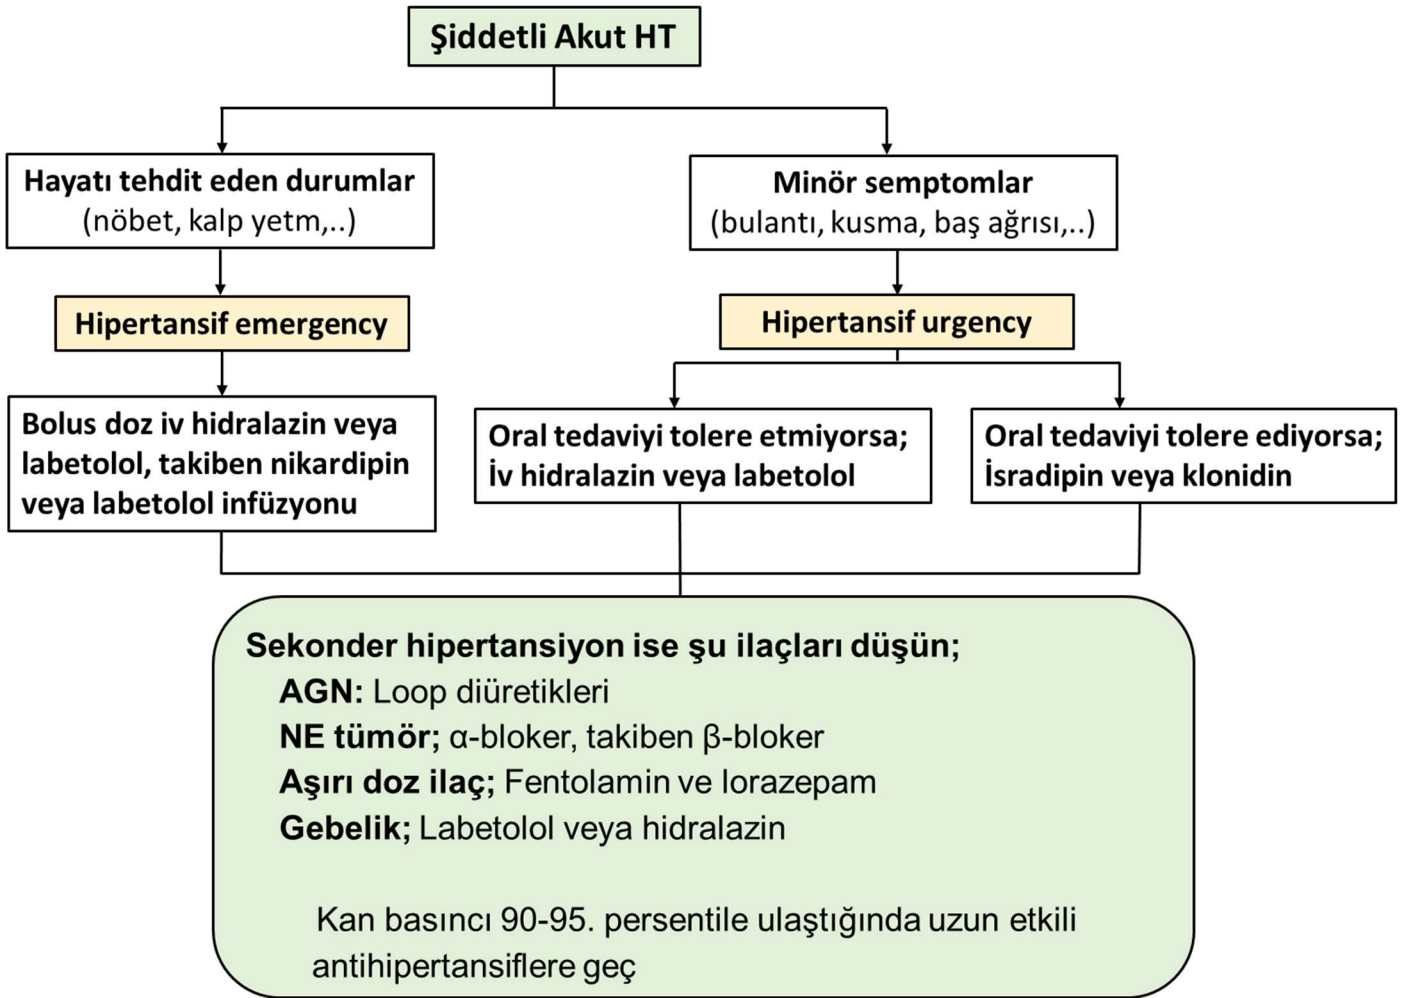 Şiddetli Akut HT
Hayatı tehdit eden durumlar
(nöbet, kalp yetm,..)
Minör semptomlar
(bulantı, kusma, baş ağrısı,..)
Hipertansif emergency
Hipertansif urgency
Bolus doz iv hidralazin veya
labetolol, takiben nikardipin
veya labetolol infüzyonu
Oral tedaviyi tolere etmiyorsa;
İv hidralazin veya labetolol
Oral tedaviyi tolere ediyorsa;
İsradipin veya klonidin
Sekonder hipertansiyon ise şu ilaçları düşün;
AGN: Loop diüretikleri
NE tümör; α-bloker, takiben β-bloker
Aşırı doz ilaç; Fentolamin ve lorazepam
Gebelik; Labetolol veya hidralazin
Kan basıncı 90-95. persentile ulaştığında uzun etkili
antihipertansiflere geç